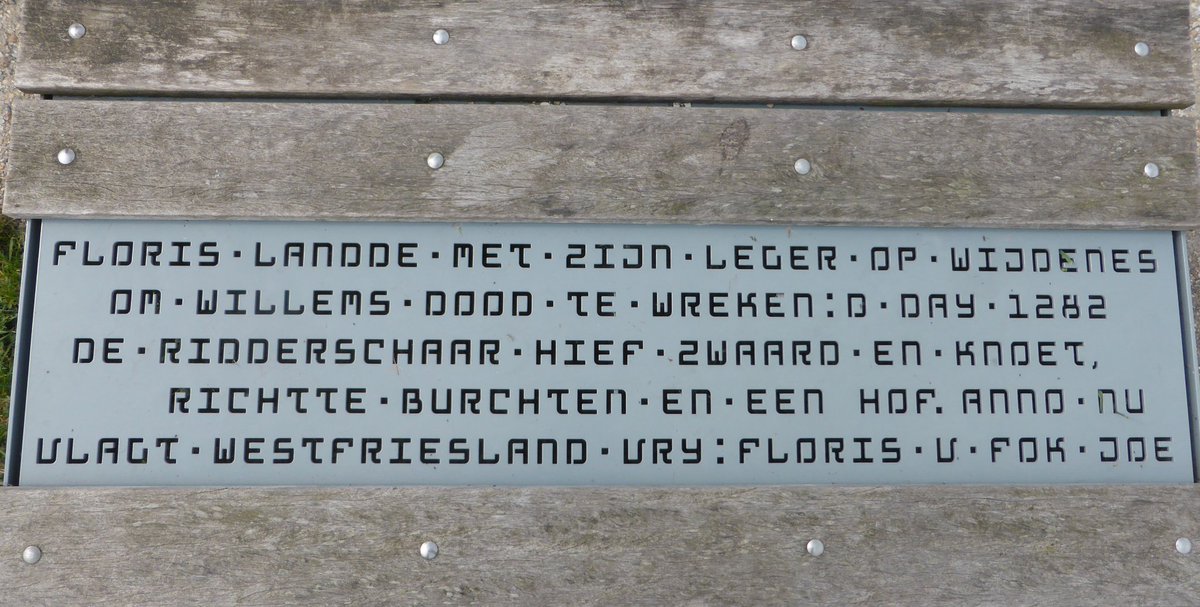 FLORIS·LANDDE·MET·ZIJN·LEGER·OP·WIJDENES
OM·WILLEMS·DOOD·TE·WREKEN:D·DAY·1282
DE·RIDDERSCHAAR·HIEF·ZWAARD·EN·KNOET,
RICHTTE·BURCHTEN·EN·EEN HOF. ANNO·NU
VLAGT·WESTFRIESLAND·VRY:FLORIS·V·FOK·JOE